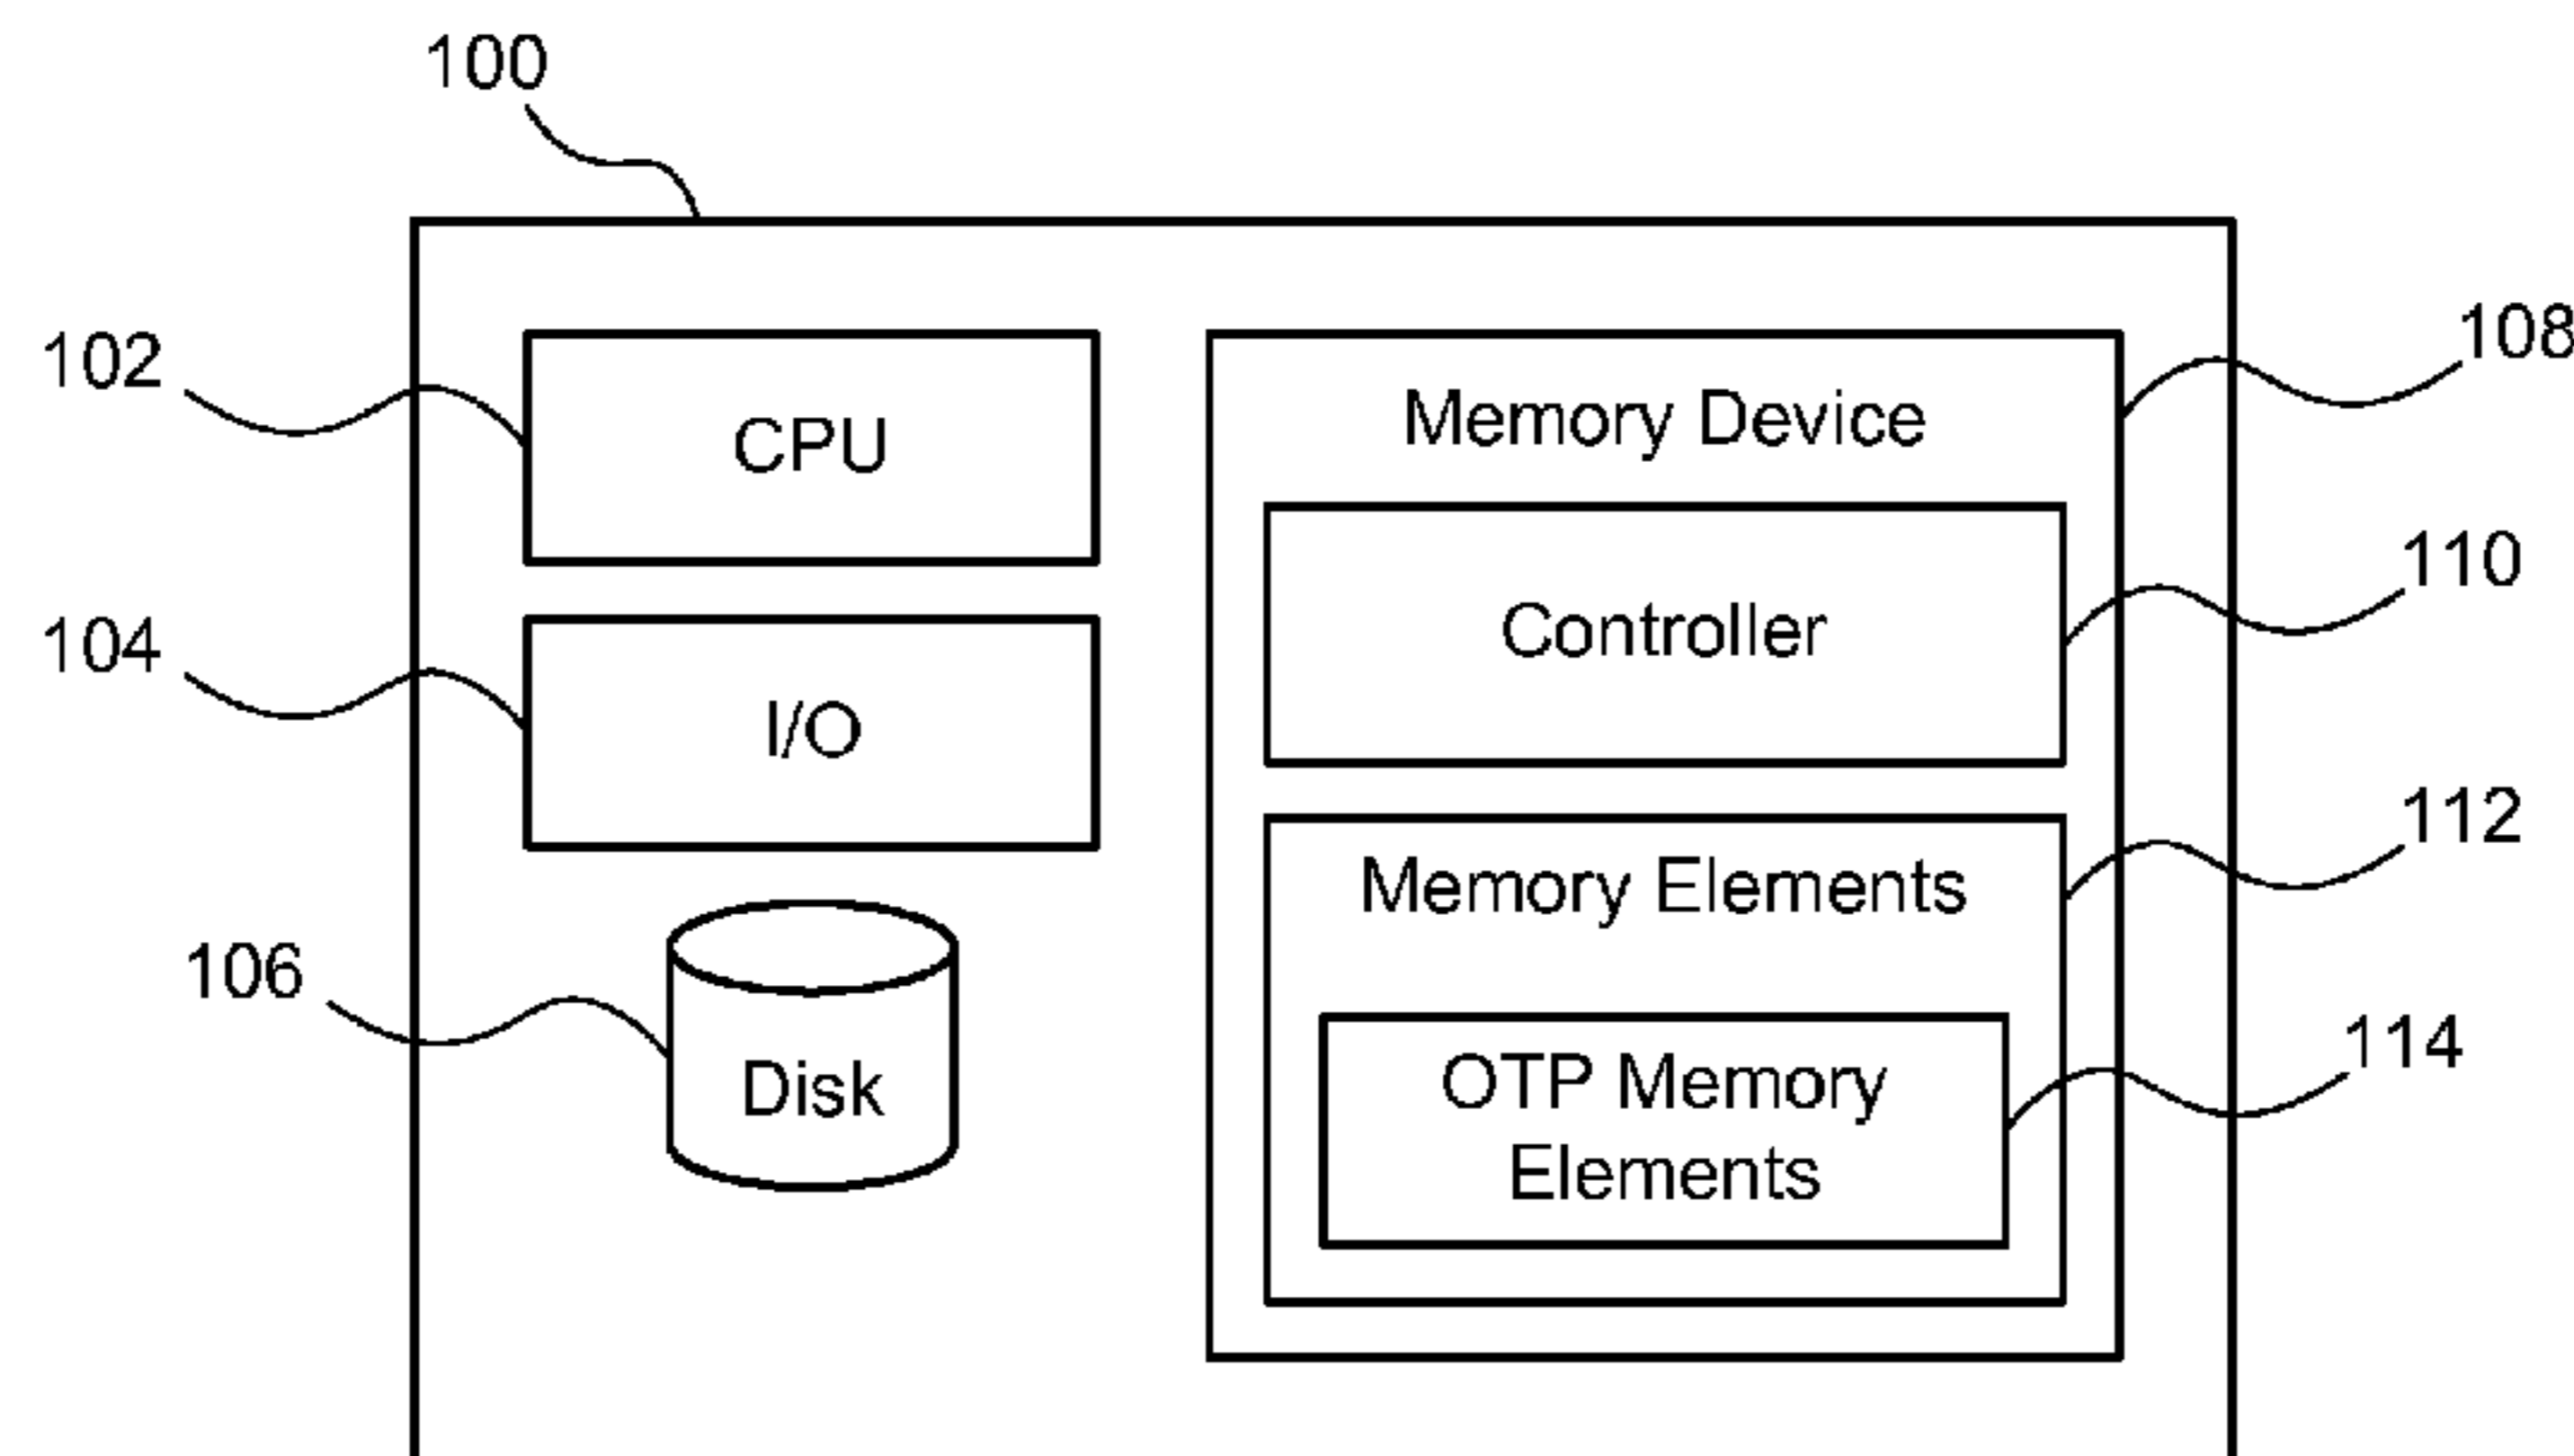 100
102
CPU
104
I/O
106
Disk
Memory Device
108
Controller
110
Memory Elements
112
OTP Memory
Elements
114